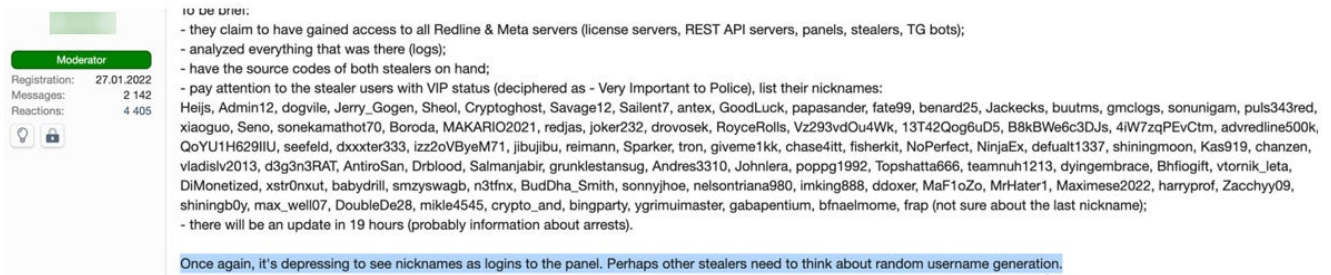 To be brief:
- they claim to have gained access to all Redline & Meta servers (license servers, REST API servers, panels, stealers, TG bots);
- analyzed everything that was there (logs);
- have the source codes of both stealers on hand;
- pay attention to the stealer users with VIP status (deciphered as - Very Important to Police), list their nicknames:
Heijs, Admin12, dogvile, Jerry_Gogen, Sheol, Cryptoghost, Savage12, Sailent7, antex, GoodLuck, papasander, fate99, benard25, Jackecks, buutms, gmclogs, sonunigam, puls343red,
xiaoguo, Seno, sonekamathot70, Boroda, MAKARIO2021, redjas, joker232, drovosek, RoyceRolls, Vz293vdOu4Wk, 13T42Qog6uD5, B8kBWe6c3DJs, 4iW7zqPEvCtm, advredline500k,
QoYU1H629IIU, seefeld, dxxxter333, izz2oVByeM71, jibujibu, reimann, Sparker, tron, giveme1kk, chase4itt, fisherkit, NoPerfect, NinjaEx, defualt1337, shiningmoon, Kas919, chanzen,
vladislv2013, d3g3n3RAT, AntiroSan, Drblood, Salmanjabir, grunklestansug, Andres3310, Johnlera, poppg1992, Topshatta666, teamnuh1213, dyingembrace, Bhfiogift, vtornik_leta,
DiMonetized, xstr0nxut, babydrill, smzyswagb, n3tfnx, BudDha_Smith, sonnyjhoe, nelsontriana980, imking888, ddoxer, MaF1oZo, MrHater1, Maximese2022, harryprof, Zacchyy09,
shiningb0y, max_well07, DoubleDe28, mikle4545, crypto_and, bingparty, ygrimuimaster, gabapentium, bfnaelmome, frap (not sure about the last nickname);
- there will be an update in 19 hours (probably information about arrests).
Once again, it's depressing to see nicknames as logins to the panel. Perhaps other stealers need to think about random username generation.
Moderator
Registration: 27.01.2022
Messages: 2 142
Reactions: 4 405